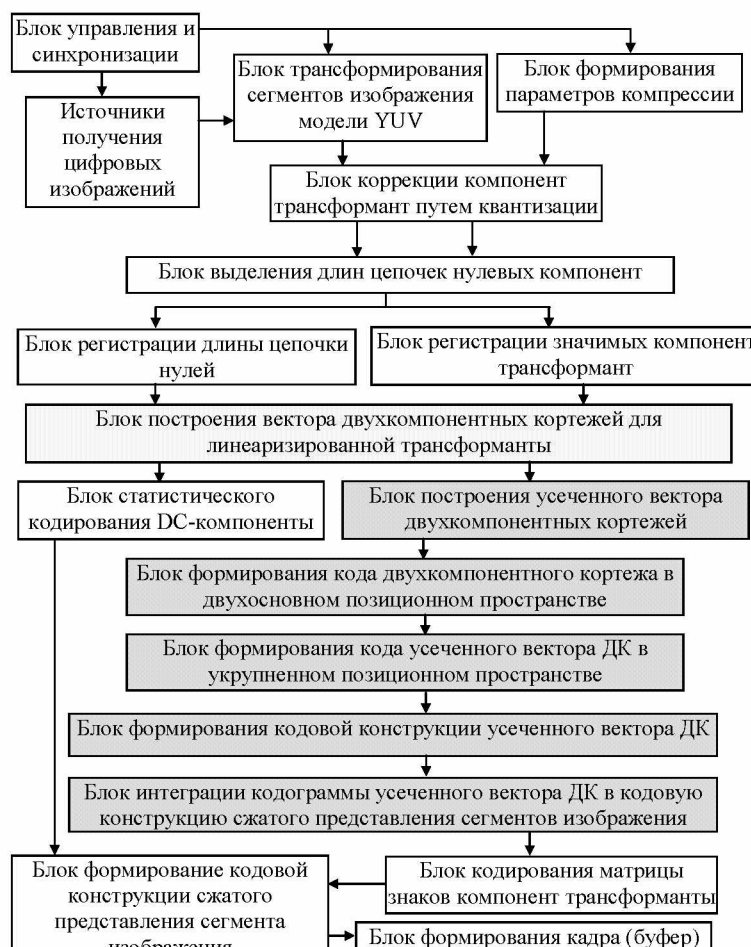 Блок управления и
синхронизации
Блок трансформирования
сегментов изображения
модели YUV
Блок формирования
параметров компрессии
Источники
получения
цифровых
изображений
Блок коррекции компонент
трансформант путем квантизации
Блок выделения длин цепочек нулевых компонент
Блок регистрации длины цепочки
нулей
Блок регистрации значимых компонент
трансформант
Блок построения вектора двухкомпонентных кортежей для
линеаризированной трансформанты
Блок статистического
кодирования DC-компоненты
Блок построения усеченного вектора
двухкомпонентных кортежей
Блок формирования кода двухкомпонентного кортежа в
двухосновном позиционном пространстве
Блок формирования кода усеченного вектора ДК в
укрупненном позиционном пространстве
Блок формирования кодовой конструкции усеченного вектора ДК
Блок интеграции кодограммы усеченного вектора ДК в кодовую
конструкцию сжатого представления сегментов изображения
Блок формирование кодовой
конструкции сжатого
представления сегмента
изображения
Блок кодирования матрицы
знаков компонент трансформанты
Блок формирования кадра (буфер)